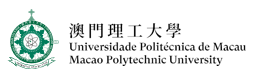 澳門理工大學
Universidade Politécnica de Macau
Macao Polytechnic University